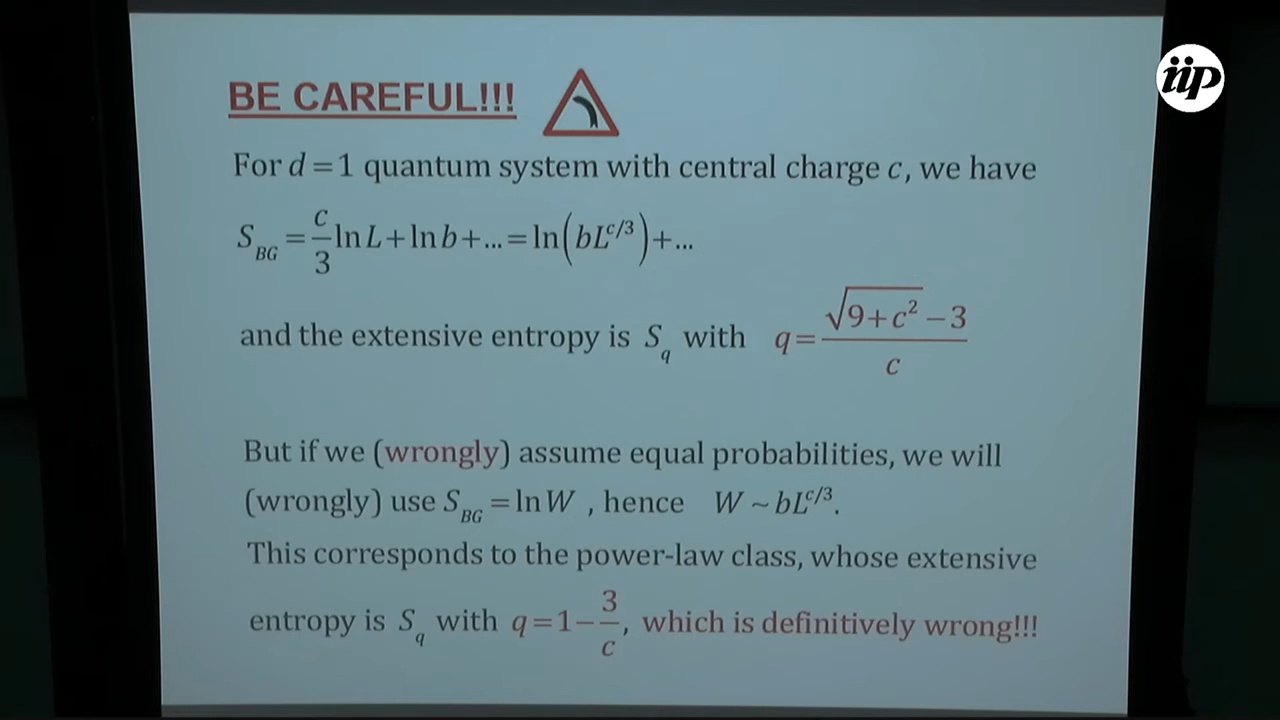 BE CAREFUL!!!
iip
For d = 1 quantum system with central charge c, we have
S_BG = c/3 ln L + ln b + ... = ln(bL^{c/3}) + ...
and the extensive entropy is S_q with q = (√(9+c²) − 3)/c
But if we (wrongly) assume equal probabilities, we will
(wrongly) use S_BG = ln W , hence W ~ bL^{c/3}.
This corresponds to the power-law class, whose extensive
entropy is S_q with q = 1 − 3/c, which is definitively wrong!!!